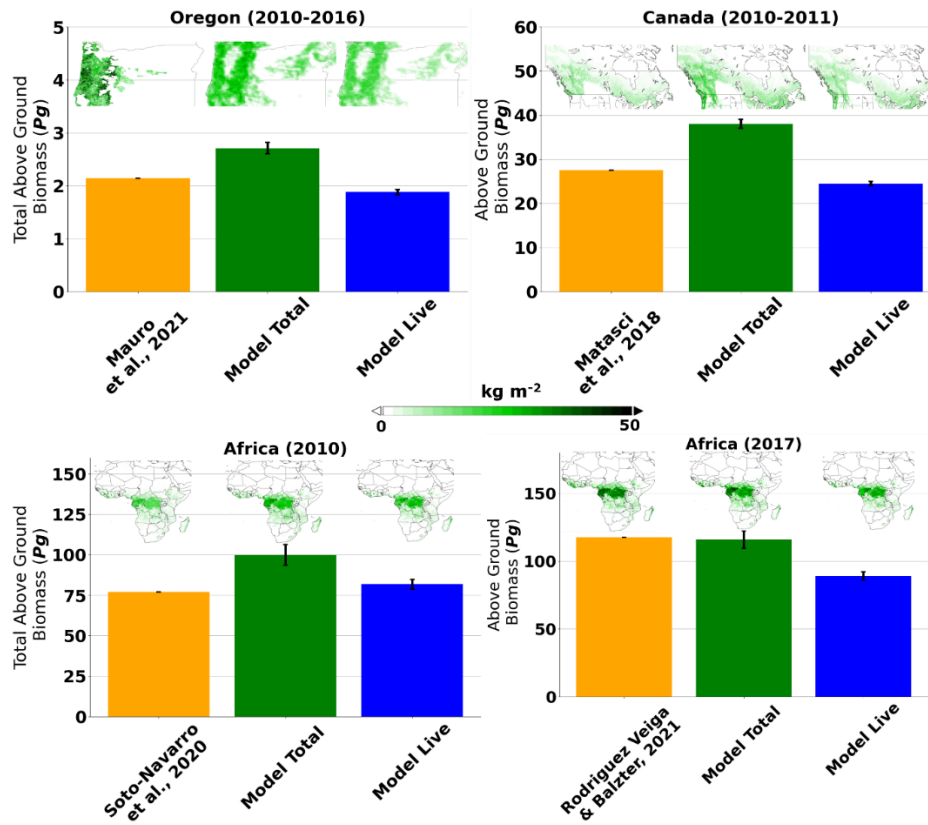 Oregon (2010-2016)
5
4
3
2
1
0
Total Above Ground
Biomass (Pg)
Mauro
et al., 2021
Model Total
Model Live
Canada (2010-2011)
60
50
40
30
20
10
0
Above Ground
Biomass (Pg)
Matasci
et al., 2018
Model Total
Model Live
kg m⁻²
0
50
Africa (2010)
150
125
100
75
50
25
0
Total Above Ground
Biomass (Pg)
Soto-Navarro
et al., 2020
Model Total
Model Live
Africa (2017)
150
100
50
0
Above Ground
Biomass (Pg)
Rodriguez Veiga
& Balzter, 2021
Model Total
Model Live